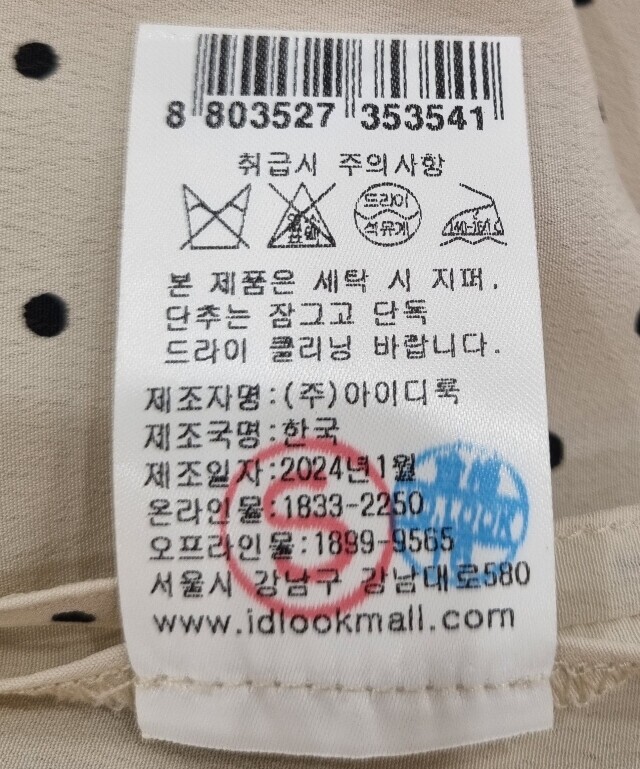 8 803527 353541
취급시 주의사항
드라이
석유계
본 제품은 세탁 시 지퍼.
단추는 잠그고 단독
드라이 클리닝 바랍니다.
제조자명:(주)아이디룩
제조국명:한국
제조일자:2024년1월
온라인몰:1833-2250
오프라인몰:1899-9565
서울시 강남구 강남대로580
www.idlookmall.com